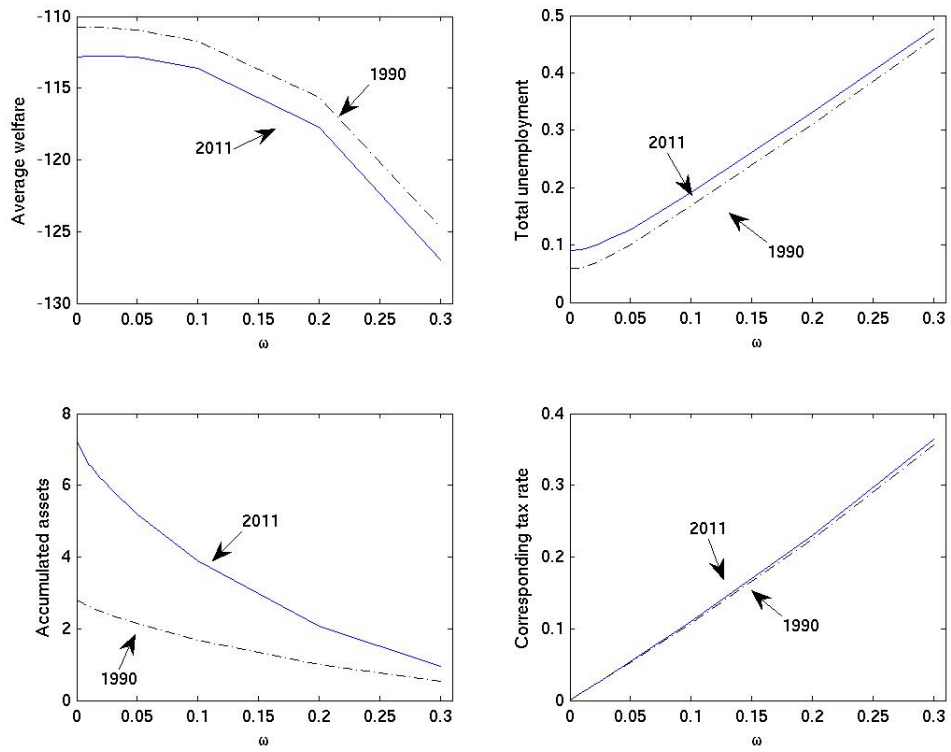 Average welfare
-110
-115
-120
-125
-130
1990
2011
0 0.05 0.1 0.15 0.2 0.25 0.3
ω
Total unemployment
0.5
0.4
0.3
0.2
0.1
0
2011
1990
0 0.05 0.1 0.15 0.2 0.25 0.3
ω
Accumulated assets
8
6
4
2
0
2011
1990
0 0.05 0.1 0.15 0.2 0.25 0.3
ω
Corresponding tax rate
0.4
0.3
0.2
0.1
0
2011
1990
0 0.05 0.1 0.15 0.2 0.25 0.3
ω